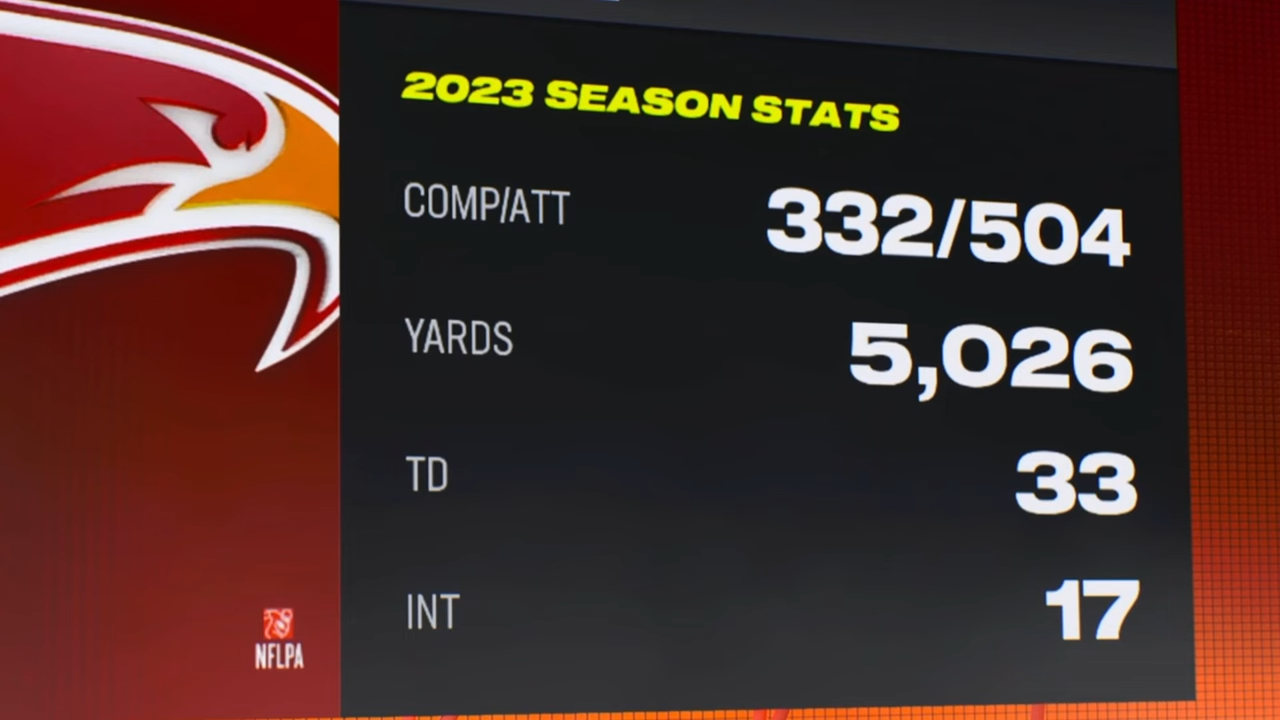 2023 SEASON STATS
COMP/ATT 332/504
YARDS 5,026
TD 33
INT 17
NFLPA